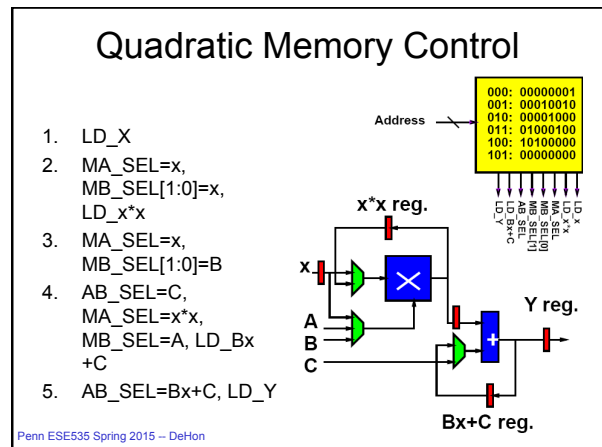 Quadratic Memory Control
1. LD_X
2. MA_SEL=x,
MB_SEL[1:0]=x,
LD_x*x
3. MA_SEL=x,
MB_SEL[1:0]=B
4. AB_SEL=C,
MA_SEL=x*x,
MB_SEL=A, LD_Bx
+C
5. AB_SEL=Bx+C, LD_Y
Address
000: 00000001
001: 00010010
010: 00001000
011: 01000100
100: 10100000
101: 00000000
LD_Y
LD_Bx+C
AB_SEL
MB_SEL[1]
MB_SEL[0]
MA_SEL
LD_x*x
LD_x
x*x reg.
x
A
B
C
+
Y reg.
Bx+C reg.
Penn ESE535 Spring 2015 -- DeHon